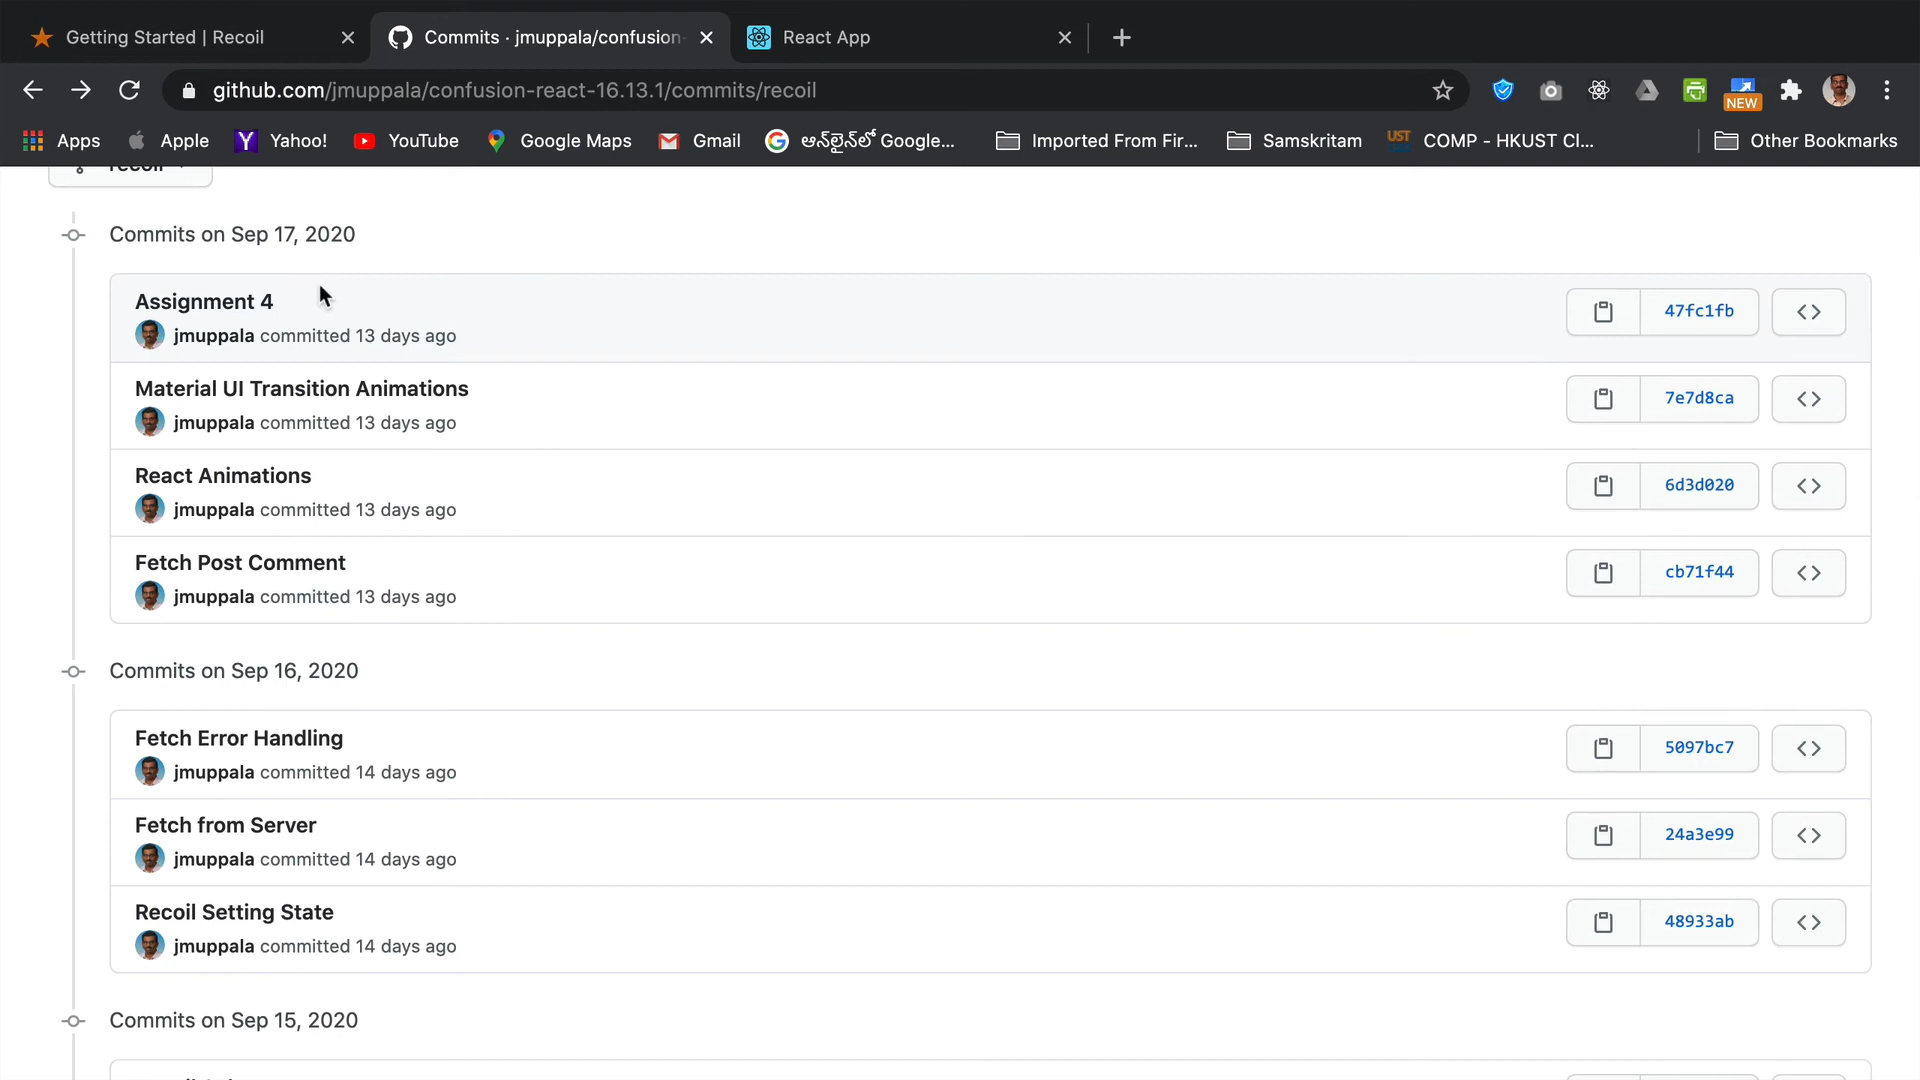 Getting Started | Recoil
Commits · jmuppala/confusion-
React App
github.com/jmuppala/confusion-react-16.13.1/commits/recoil
NEW
Apps
Apple
Yahoo!
YouTube
Google Maps
Gmail
ఆన్‌లైన్‌లో Google...
Imported From Fir...
Samskritam
UST
COMP - HKUST Cl...
Other Bookmarks
recoil
Commits on Sep 17, 2020
Assignment 4
jmuppala committed 13 days ago
47fc1fb
Material UI Transition Animations
jmuppala committed 13 days ago
7e7d8ca
React Animations
jmuppala committed 13 days ago
6d3d020
Fetch Post Comment
jmuppala committed 13 days ago
cb71f44
Commits on Sep 16, 2020
Fetch Error Handling
jmuppala committed 14 days ago
5097bc7
Fetch from Server
jmuppala committed 14 days ago
24a3e99
Recoil Setting State
jmuppala committed 14 days ago
48933ab
Commits on Sep 15, 2020